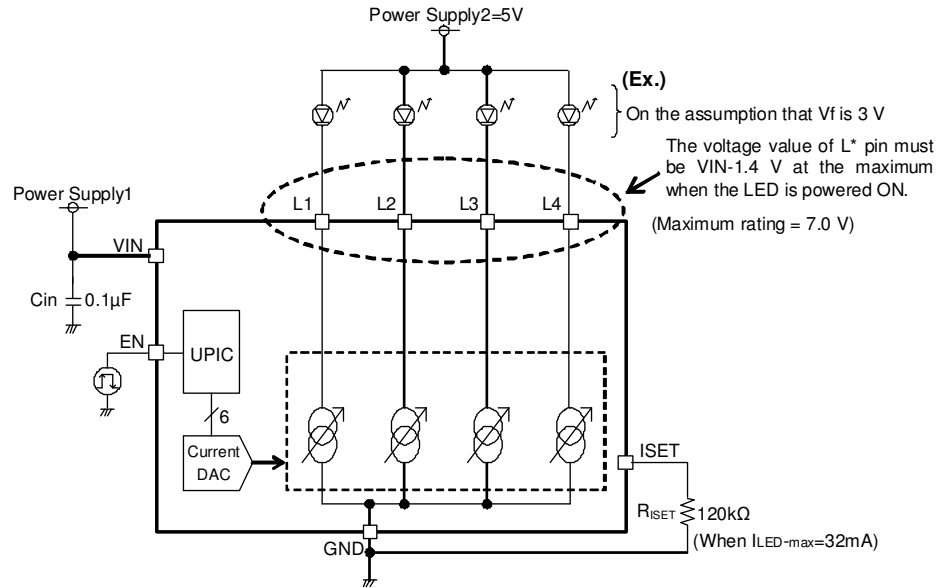 Power Supply2=5V
(Ex.)
On the assumption that Vf is 3 V
The voltage value of L* pin must
be VIN-1.4 V at the maximum
when the LED is powered ON.
(Maximum rating = 7.0 V)
Power Supply1
L1
L2
L3
L4
VIN
Cin
0.1µF
EN
UPIC
6
Current
DAC
ISET
RISET
120kΩ
(When ILED-max=32mA)
GND